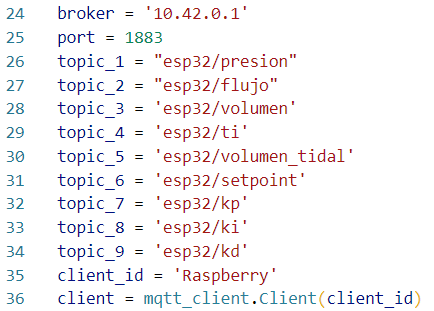 24 broker = '10.42.0.1'
25 port = 1883
26 topic_1 = "esp32/presion"
27 topic_2 = "esp32/flujo"
28 topic_3 = 'esp32/volumen'
29 topic_4 = 'esp32/ti'
30 topic_5 = 'esp32/volumen_tidal'
31 topic_6 = 'esp32/setpoint'
32 topic_7 = 'esp32/kp'
33 topic_8 = 'esp32/ki'
34 topic_9 = 'esp32/kd'
35 client_id = 'Raspberry'
36 client = mqtt_client.Client(client_id)